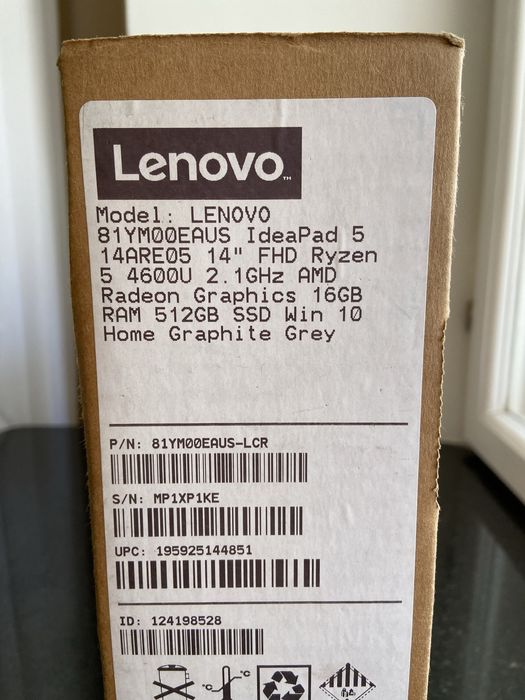 Lenovo™
Model: LENOVO
81YM00EAUS IdeaPad 5
14ARE05 14" FHD Ryzen
5 4600U 2.1GHz AMD
Radeon Graphics 16GB
RAM 512GB SSD Win 10
Home Graphite Grey
P/N: 81YM00EAUS-LCR
S/N: MP1XP1KE
UPC: 195925144851
ID: 124198528
°C °C